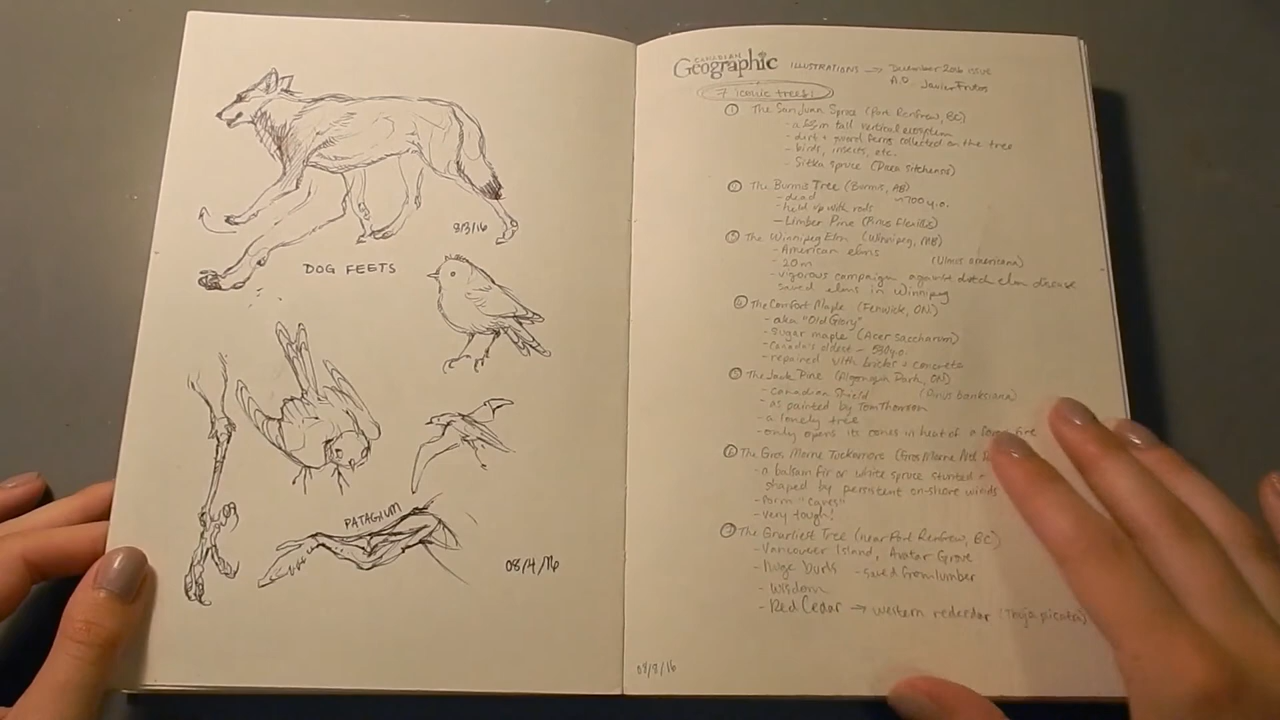 8/3/16
DOG FEETS
PATAGIUM
08/4/16
CANADIAN
Geographic ILLUSTRATIONS → December 2016 issue
A.D. Javier Frutos
7 iconic trees:
① The San Juan Spruce (Port Renfrew, BC)
- a tall vertical ecosystem
- dirt + sword ferns collected on the tree
- birds, insects, etc.
- Sitka spruce (Picea sitchensis)
② The Burmis Tree (Burmis, AB)
- dead ~700 y.o.
- held up with rods
- Limber Pine (Pinus flexilis)
③ The Winnipeg Elm (Winnipeg, MB)
- American elms (Ulmus americana)
- 20 m
- vigorous campaign against dutch elm disease
saved elms in Winnipeg
④ The Comfort Maple (Fenwick, ON)
- aka "Old Glory"
- Sugar maple (Acer saccharum)
- Canada's oldest - 550 y.o.
- repaired with bricks + concrete
⑤ The Jack Pine (Algonquin Park, ON)
- Canadian Shield (Pinus banksiana)
- as painted by Tom Thomson
- a lonely tree
- only opens its cones in heat of a forest fire
⑥ The Gros Morne Tuckamore (Gros Morne Nat
- a balsam fir or white spruce stunted +
shaped by persistent on-shore winds
- form "caves"
- very tough!
⑦ The Gnarliest Tree (near Port Renfrew, BC)
- Vancouver Island, Avatar Grove
- Huge burls - saved from lumber
- Wisdom
- Red Cedar → western redcedar (Thuja plicata)
08/8/16